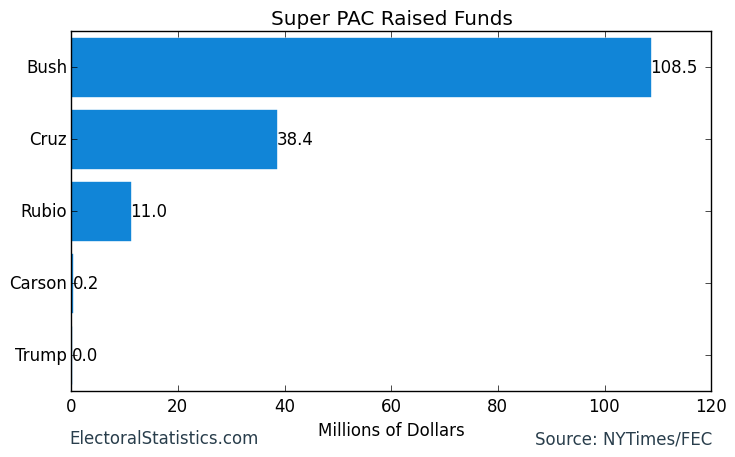 Super PAC Raised Funds
Bush 108.5
Cruz 38.4
Rubio 11.0
Carson 0.2
Trump 0.0
0 20 40 60 80 100 120
Millions of Dollars
ElectoralStatistics.com Source: NYTimes/FEC